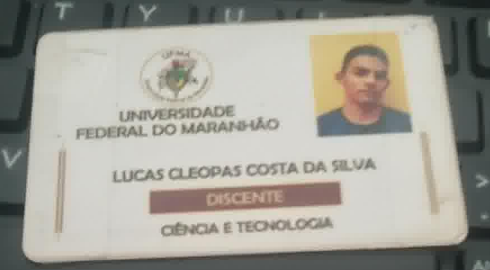 T Y U
UFMA
UNIVERSIDADE
FEDERAL DO MARANHÃO
V
LUCAS CLEOPAS COSTA DA SILVA
DISCENTE
CIÊNCIA E TECNOLOGIA